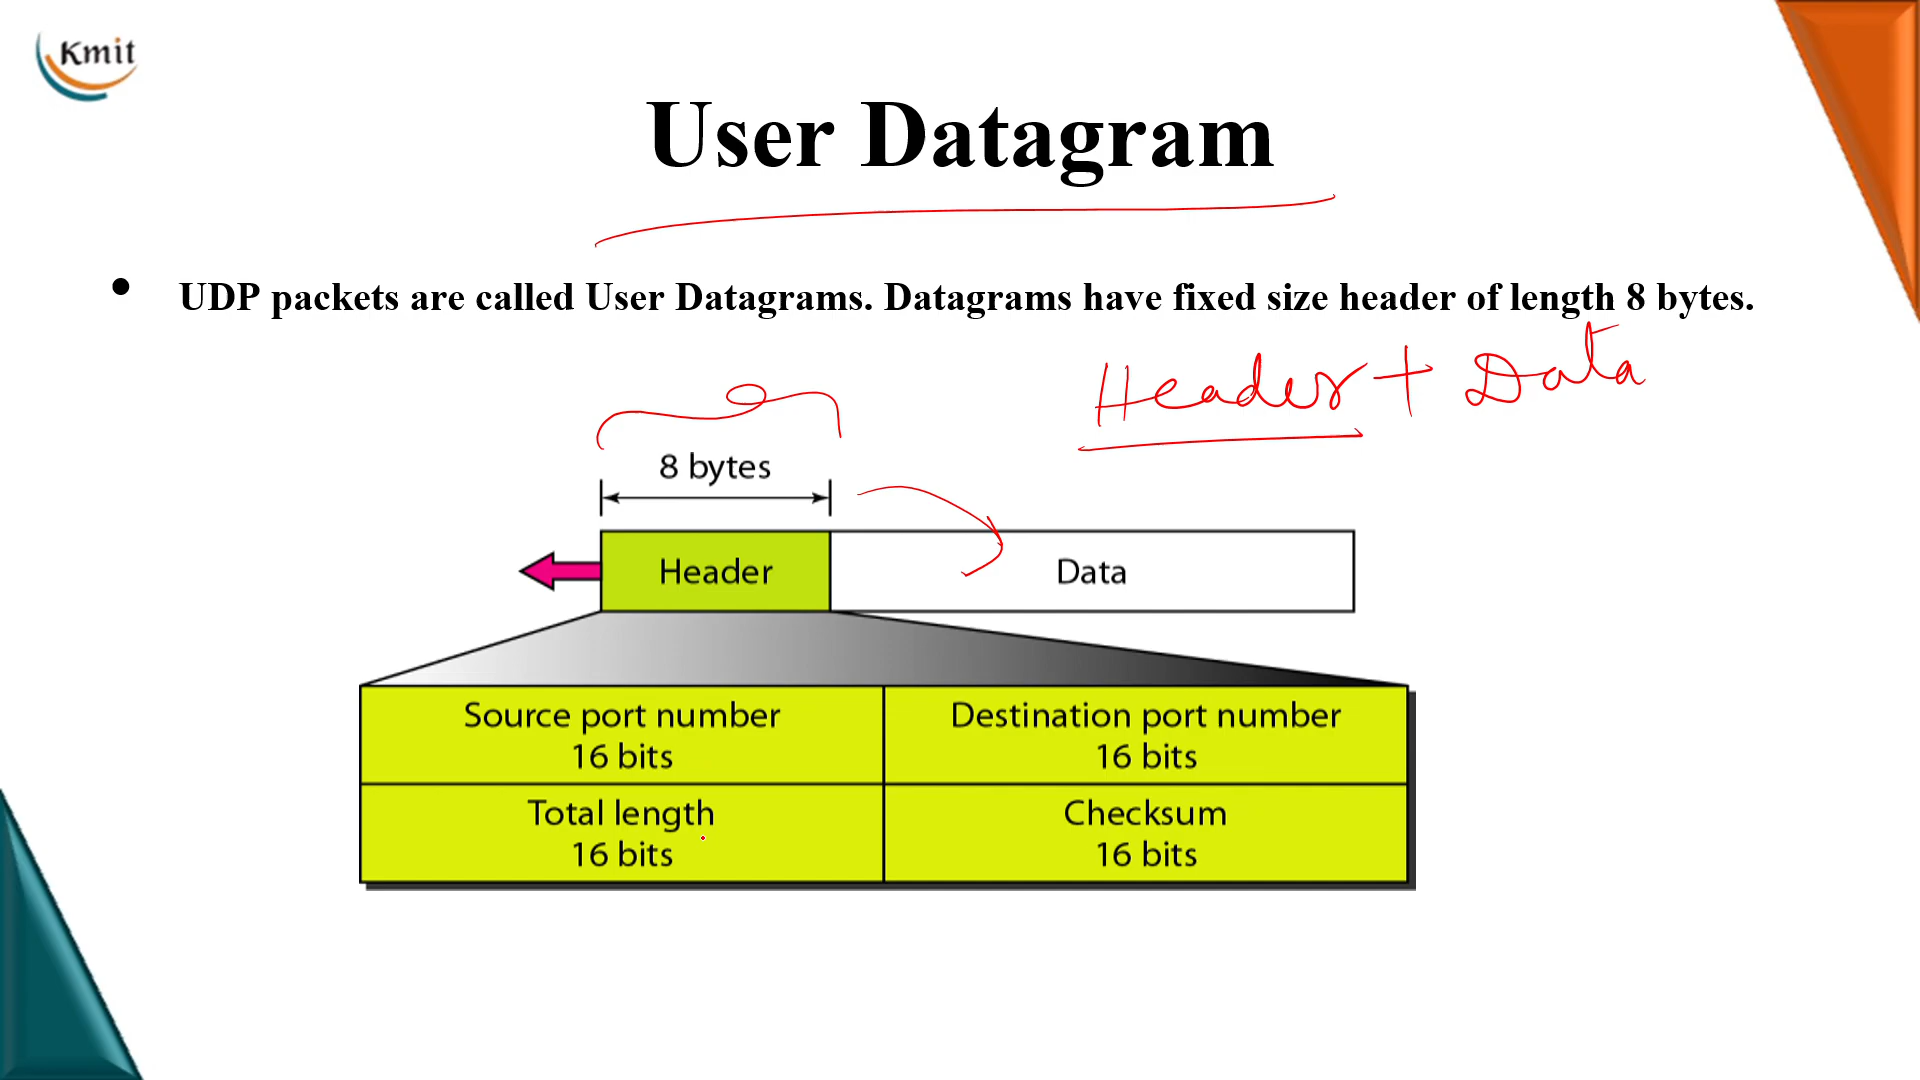 Kmit
User Datagram
• UDP packets are called User Datagrams. Datagrams have fixed size header of length 8 bytes.
Header + Data
8 bytes
Header
Data
Source port number
16 bits
Destination port number
16 bits
Total length
16 bits
Checksum
16 bits